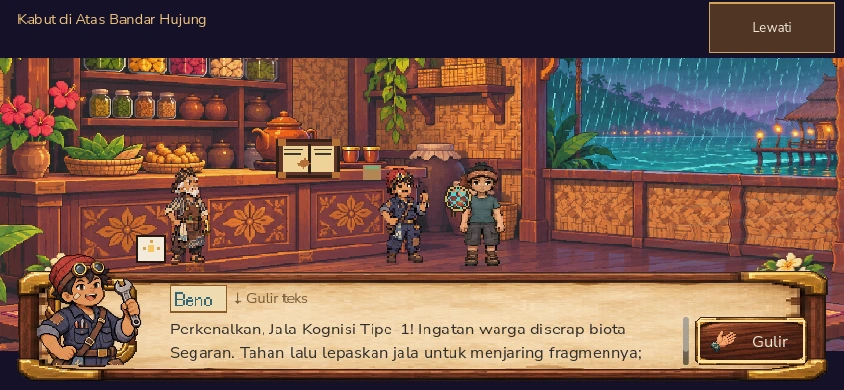 Kabut di Atas Bandar Hujung
Lewati
Beno
↓ Gulir teks
Perkenalkan, Jala Kognisi Tipe-1! Ingatan warga diserap biota
Segaran. Tahan lalu lepaskan jala untuk menjaring fragmennya;
Gulir